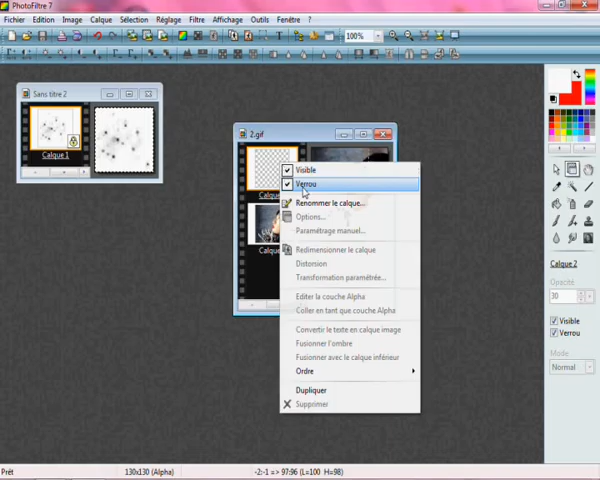 PhotoFiltre 7
Fichier Edition Image Calque Sélection Réglage Filtre Affichage Outils Fenêtre ?
100%
Sans titre 2
Calque 1
2.gif
Visible
Verrou
Renommer le calque...
Options...
Paramétrage manuel...
Redimensionner le calque
Distorsion
Transformation paramétrée...
Editer la couche Alpha
Coller en tant que couche Alpha
Convertir le texte en calque image
Fusionner l'ombre
Fusionner avec le calque inférieur
Ordre
Dupliquer
Supprimer
Calque 2
Opacité
30
Visible
Verrou
Mode:
Normal
Prêt 130x130 (Alpha) -2:-1 > 97:96 (L=100 H=98)